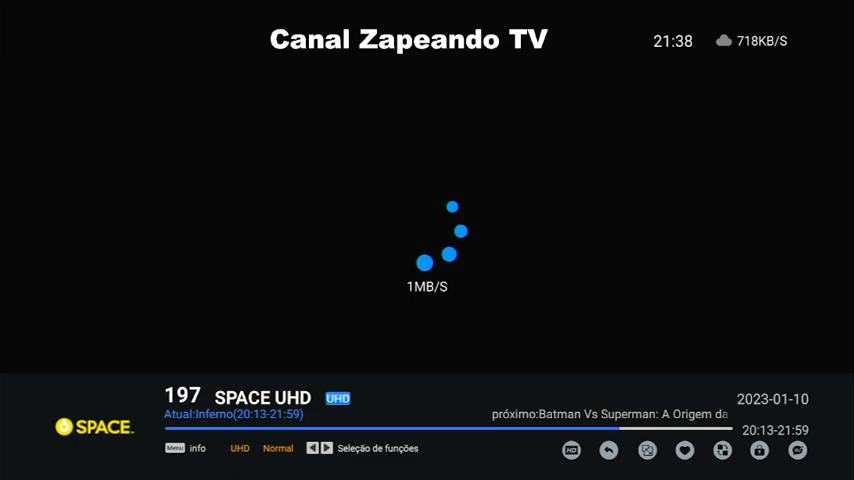 Canal Zapeando TV
21:38
718KB/S
1MB/S
197 SPACE UHD UHD
2023-01-10
Atual:Inferno(20:13-21:59)
próximo:Batman Vs Superman: A Origem da
SPACE
20:13-21:59
Menu info UHD Normal Seleção de funções
HD